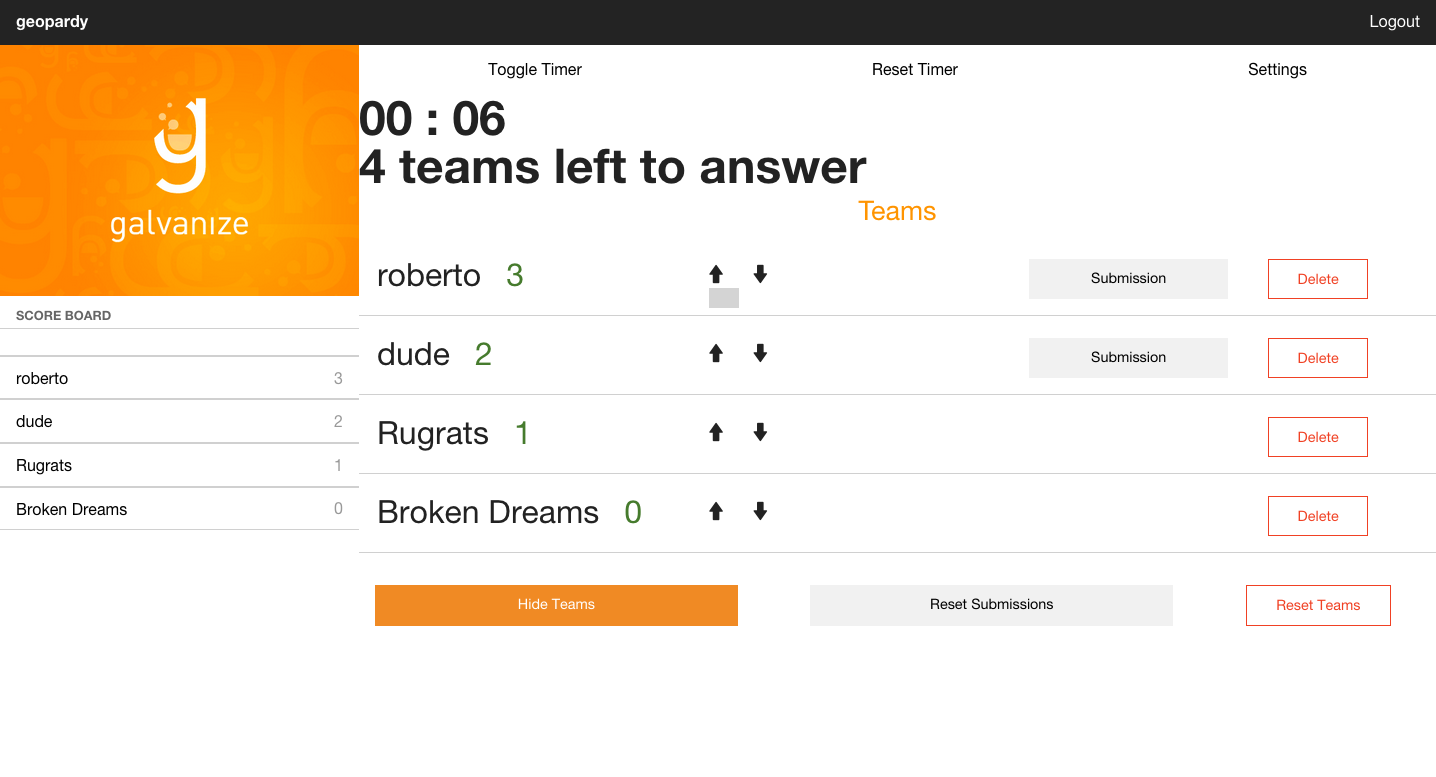 geopardy Logout
galvanize
SCORE BOARD
roberto 3
dude 2
Rugrats 1
Broken Dreams 0
Toggle Timer Reset Timer Settings
00 : 06
4 teams left to answer
Teams
roberto 3 Submission Delete
dude 2 Submission Delete
Rugrats 1 Delete
Broken Dreams 0 Delete
Hide Teams Reset Submissions Reset Teams